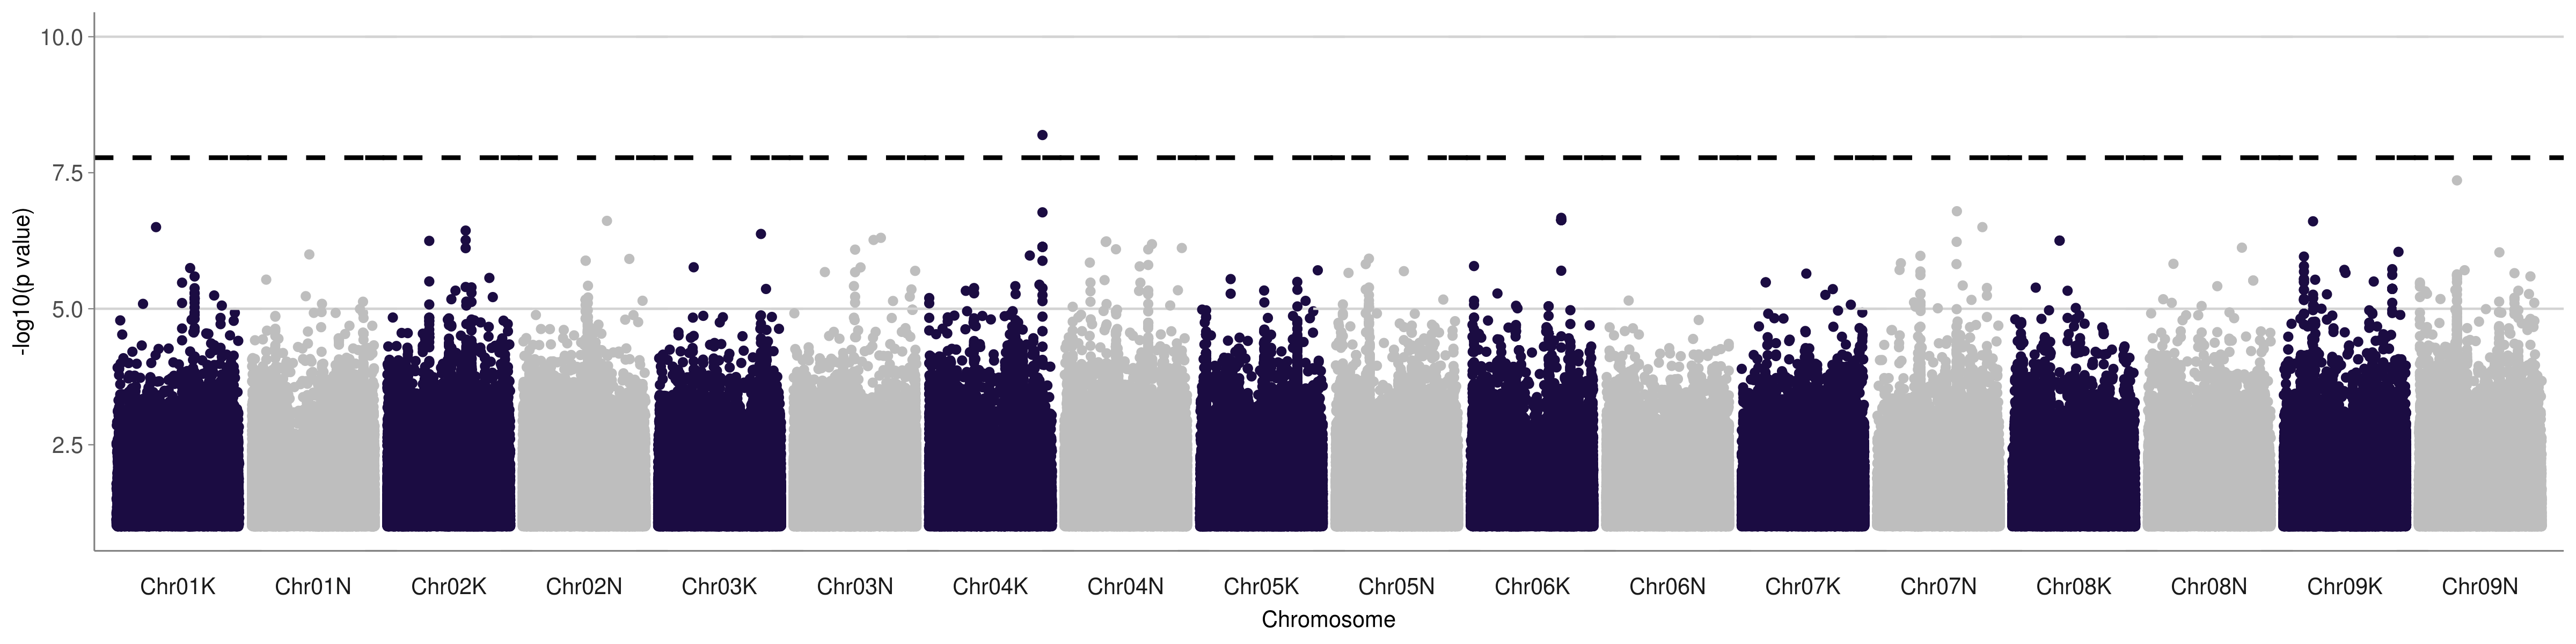 -log10(p value)
10.0
7.5
5.0
2.5
Chr01K Chr01N Chr02K Chr02N Chr03K Chr03N Chr04K Chr04N Chr05K Chr05N Chr06K Chr06N Chr07K Chr07N Chr08K Chr08N Chr09K Chr09N
Chromosome